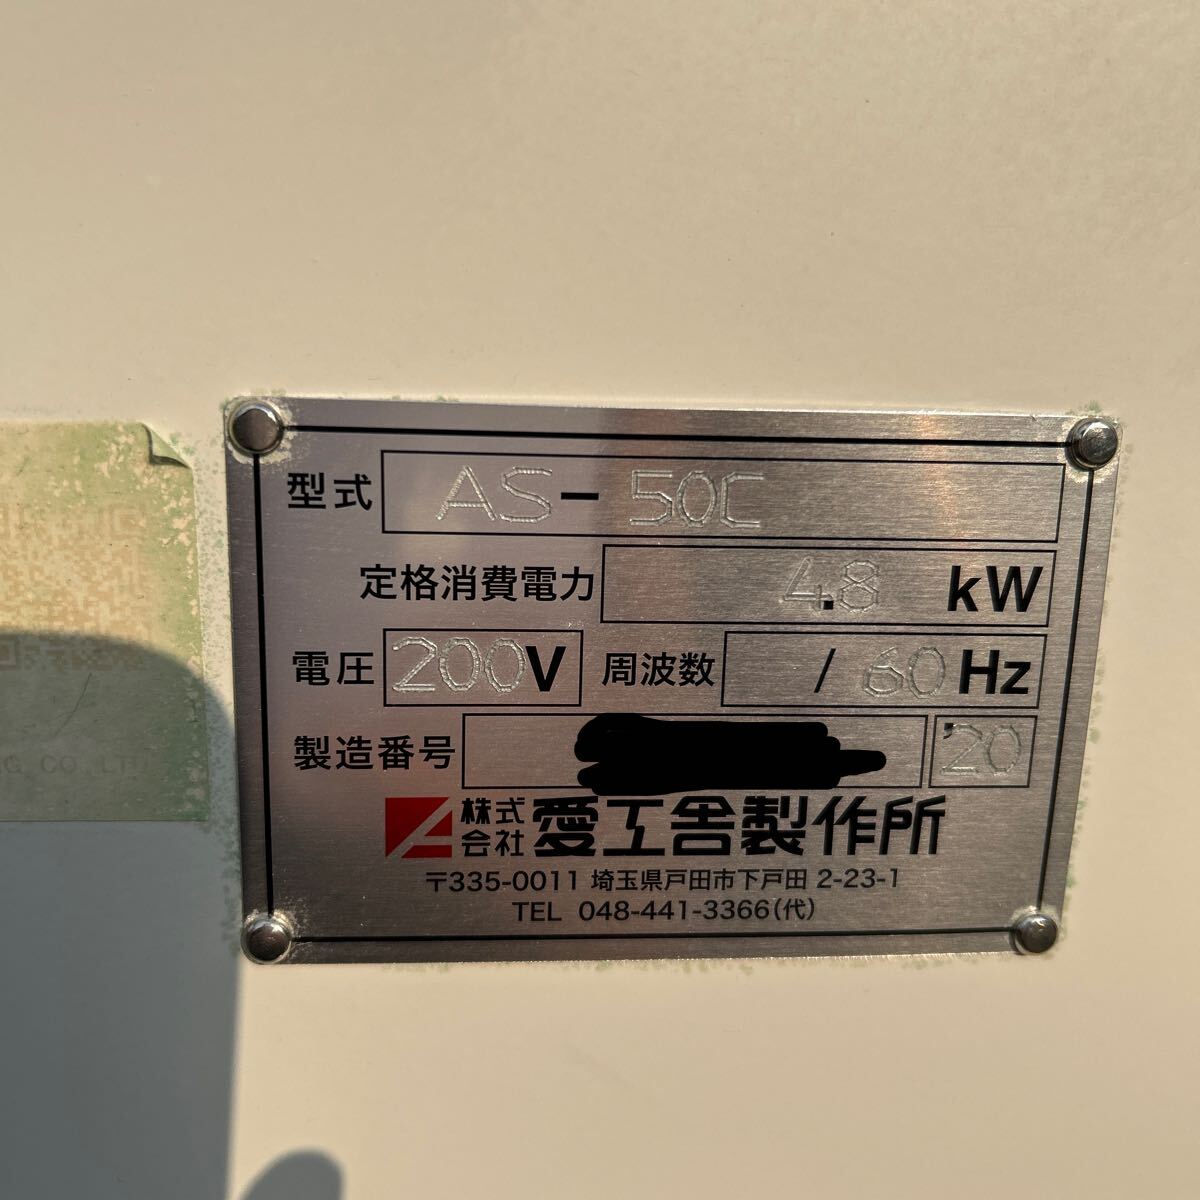 型式 AS-50C
定格消費電力 4.8 kW
電圧 200V 周波数 / 60 Hz
製造番号 '20
株式会社 愛工舎製作所
〒335-0011 埼玉県戸田市下戸田 2-23-1
TEL 048-441-3366(代)
CO LTD